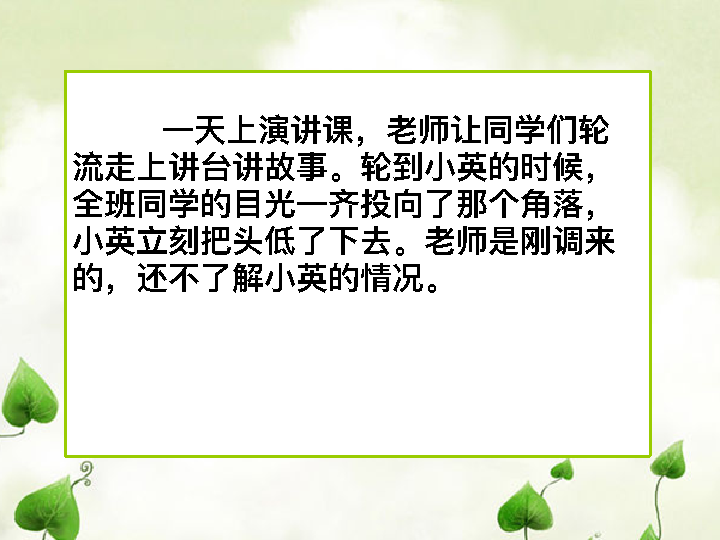 一天上演讲课，老师让同学们轮
流走上讲台讲故事。轮到小英的时候，
全班同学的目光一齐投向了那个角落，
小英立刻把头低了下去。老师是刚调来
的，还不了解小英的情况。